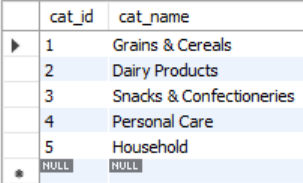 cat_id cat_name
1 Grains & Cereals
2 Dairy Products
3 Snacks & Confectioneries
4 Personal Care
5 Household
NULL NULL